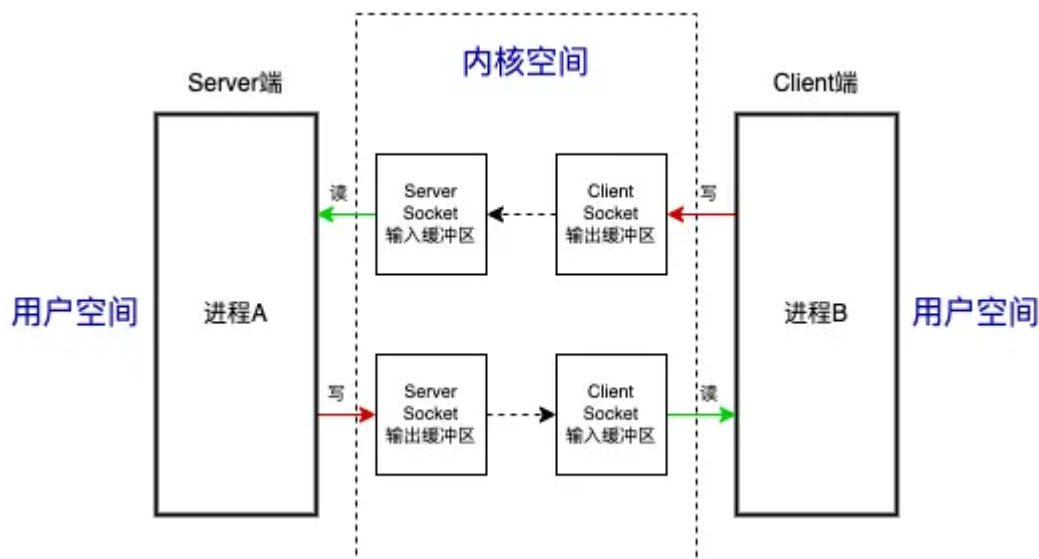 内核空间
Server端
Client端
读
Server
Socket
输入缓冲区
Client
Socket
输出缓冲区
写
用户空间
进程A
进程B
用户空间
写
Server
Socket
输出缓冲区
Client
Socket
输入缓冲区
读